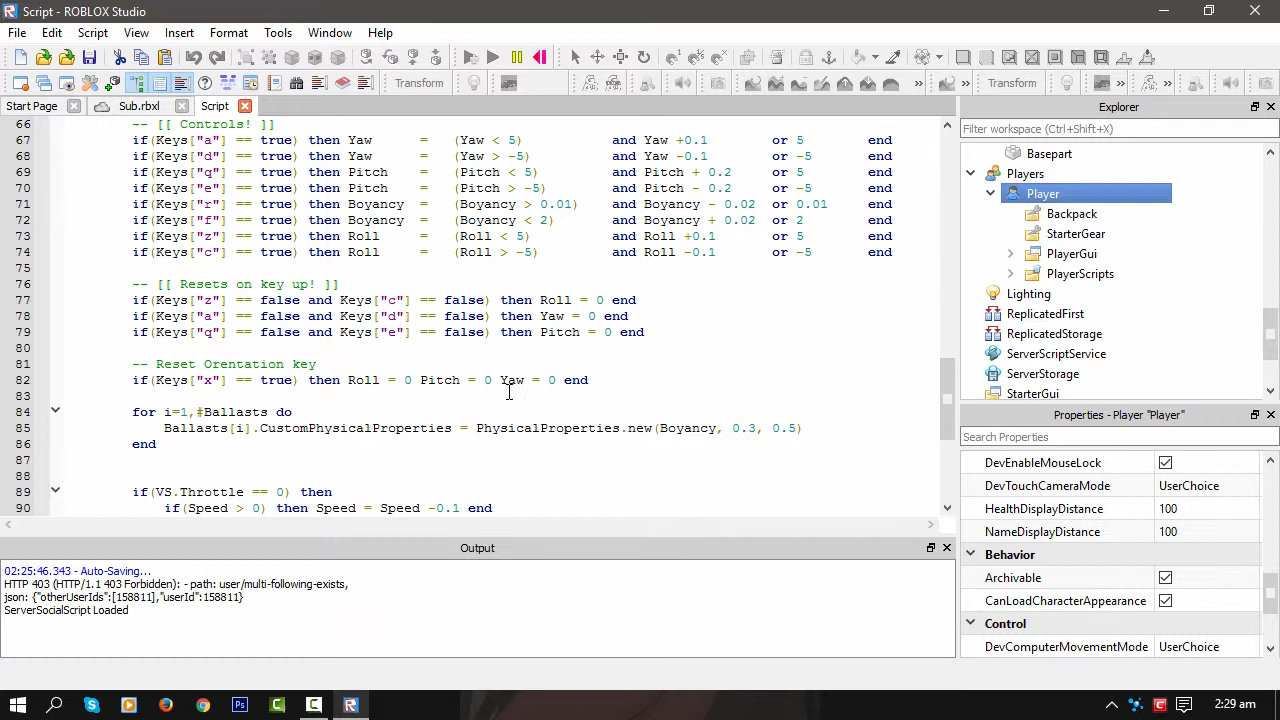 Script - ROBLOX Studio
File Edit Script View Insert Format Tools Window Help
Transform Transform
Start Page Sub.rbxl Script
66 -- [[ Controls! ]]
67 if(Keys["a"] == true) then Yaw = (Yaw < 5) and Yaw +0.1 or 5 end
68 if(Keys["d"] == true) then Yaw = (Yaw > -5) and Yaw -0.1 or -5 end
69 if(Keys["q"] == true) then Pitch = (Pitch < 5) and Pitch + 0.2 or 5 end
70 if(Keys["e"] == true) then Pitch = (Pitch > -5) and Pitch - 0.2 or -5 end
71 if(Keys["r"] == true) then Boyancy = (Boyancy > 0.01) and Boyancy - 0.02 or 0.01 end
72 if(Keys["f"] == true) then Boyancy = (Boyancy < 2) and Boyancy + 0.02 or 2 end
73 if(Keys["z"] == true) then Roll = (Roll < 5) and Roll +0.1 or 5 end
74 if(Keys["c"] == true) then Roll = (Roll > -5) and Roll -0.1 or -5 end
75
76 -- [[ Resets on key up! ]]
77 if(Keys["z"] == false and Keys["c"] == false) then Roll = 0 end
78 if(Keys["a"] == false and Keys["d"] == false) then Yaw = 0 end
79 if(Keys["q"] == false and Keys["e"] == false) then Pitch = 0 end
80
81 -- Reset Orentation key
82 if(Keys["x"] == true) then Roll = 0 Pitch = 0 Yaw = 0 end
83
84 for i=1,#Ballasts do
85 Ballasts[i].CustomPhysicalProperties = PhysicalProperties.new(Boyancy, 0.3, 0.5)
86 end
87
88
89 if(VS.Throttle == 0) then
90 if(Speed > 0) then Speed = Speed -0.1 end
Output
02:25:46.343 - Auto-Saving...
HTTP 403 (HTTP/1.1 403 Forbidden): - path: user/multi-following-exists,
json: {"otherUserIds":[158811],"userId":158811}
ServerSocialScript Loaded
Explorer
Filter workspace (Ctrl+Shift+X)
Basepart
Players
Player
Backpack
StarterGear
PlayerGui
PlayerScripts
Lighting
ReplicatedFirst
ReplicatedStorage
ServerScriptService
ServerStorage
StarterGui
Properties - Player "Player"
Search Properties
DevEnableMouseLock
DevTouchCameraMode UserChoice
HealthDisplayDistance 100
NameDisplayDistance 100
Behavior
Archivable
CanLoadCharacterAppearance
Control
DevComputerMovementMode UserChoice
2:29 am